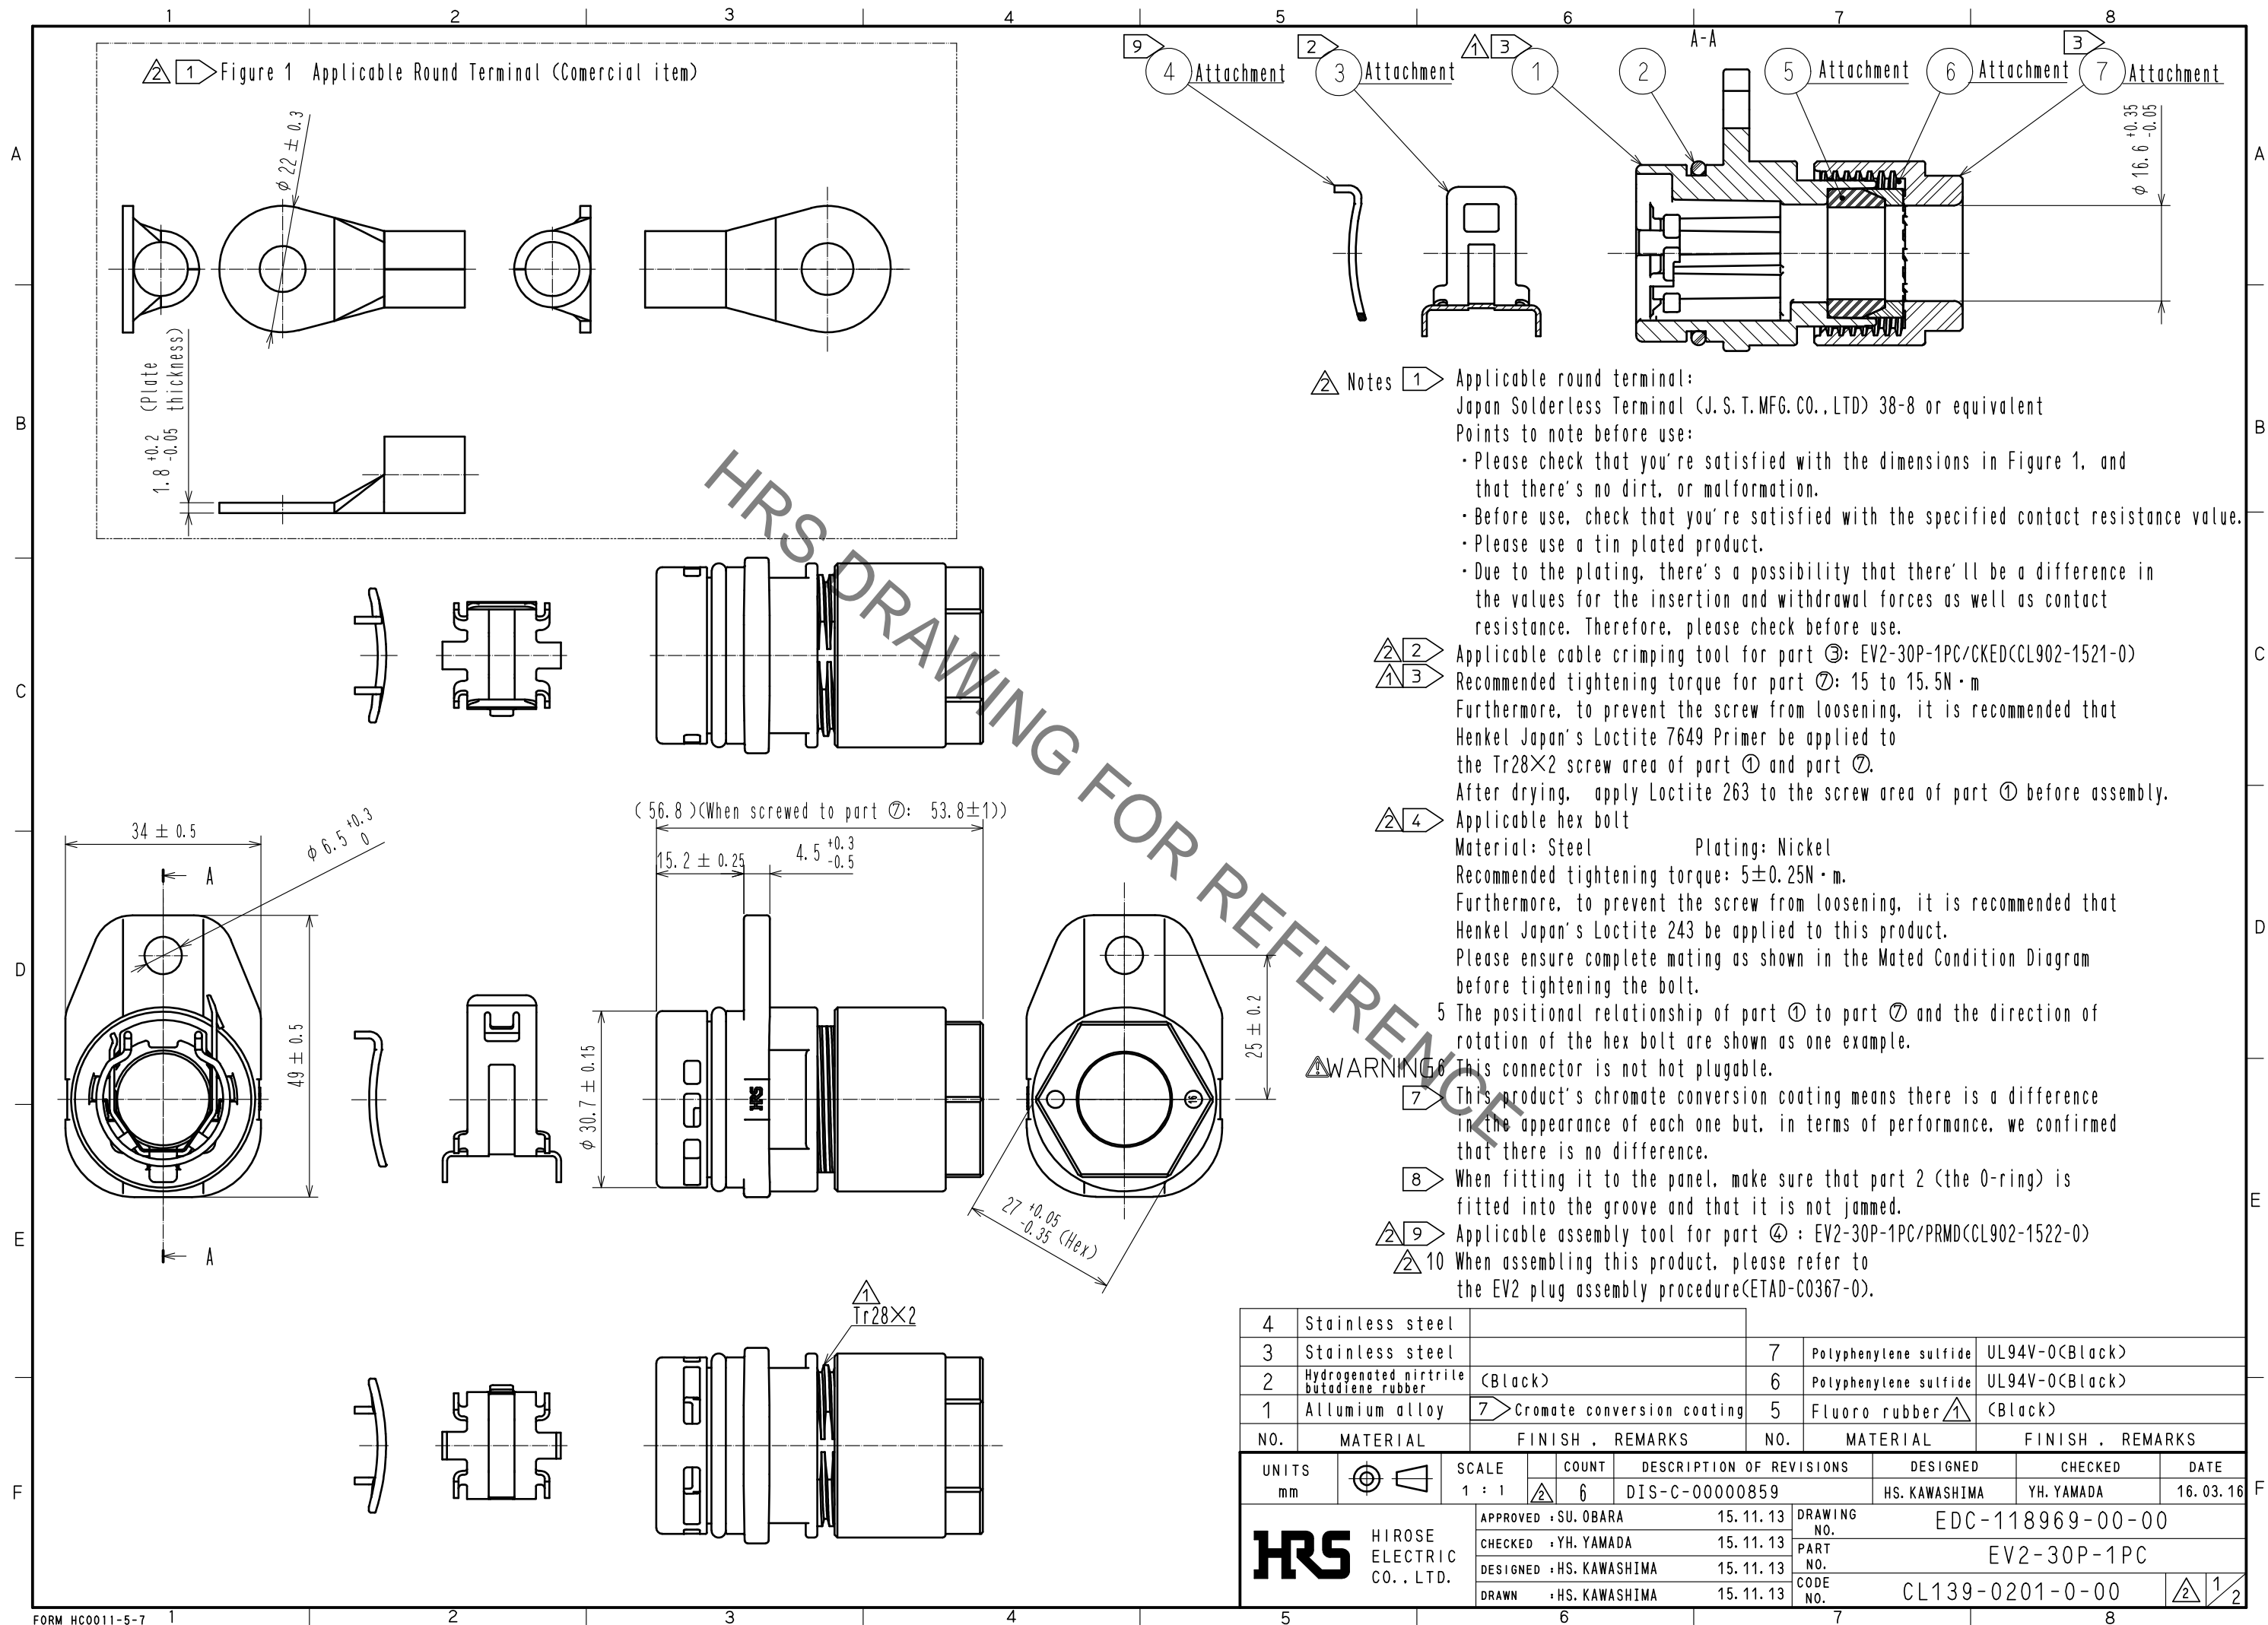 1 2 3 4 5 6 7 8
A
B
C
D
E
F
A
B
C
D
E
F
2 1 Figure 1 Applicable Round Terminal (Comercial item)
φ 22 ± 0.3
1.8 +0.2 -0.05 (Plate thickness)
A-A
9 4 Attachment
2 3 Attachment
1 3 1
2
5 Attachment
6 Attachment
3 7 Attachment
φ 16.6 +0.35 -0.05
2 Notes 1 Applicable round terminal:
Japan Solderless Terminal (J.S.T.MFG.CO.,LTD) 38-8 or equivalent
Points to note before use:
・Please check that you're satisfied with the dimensions in Figure 1, and
that there's no dirt, or malformation.
・Before use, check that you're satisfied with the specified contact resistance value.
・Please use a tin plated product.
・Due to the plating, there's a possibility that there'll be a difference in
the values for the insertion and withdrawal forces as well as contact
resistance. Therefore, please check before use.
2 2 Applicable cable crimping tool for part ③: EV2-30P-1PC/CKED(CL902-1521-0)
1 3 Recommended tightening torque for part ⑦: 15 to 15.5N・m
Furthermore, to prevent the screw from loosening, it is recommended that
Henkel Japan's Loctite 7649 Primer be applied to
the Tr28×2 screw area of part ① and part ⑦.
After drying, apply Loctite 263 to the screw area of part ① before assembly.
2 4 Applicable hex bolt
Material: Steel Plating: Nickel
Recommended tightening torque: 5±0.25N・m.
Furthermore, to prevent the screw from loosening, it is recommended that
Henkel Japan's Loctite 243 be applied to this product.
Please ensure complete mating as shown in the Mated Condition Diagram
before tightening the bolt.
5 The positional relationship of part ① to part ⑦ and the direction of
rotation of the hex bolt are shown as one example.
⚠WARNING 6 This connector is not hot plugable.
7 This product's chromate conversion coating means there is a difference
in the appearance of each one but, in terms of performance, we confirmed
that there is no difference.
8 When fitting it to the panel, make sure that part 2 (the O-ring) is
fitted into the groove and that it is not jammed.
2 9 Applicable assembly tool for part ④ : EV2-30P-1PC/PRMD(CL902-1522-0)
2 10 When assembling this product, please refer to
the EV2 plug assembly procedure(ETAD-C0367-0).
HRS DRAWING FOR REFERENCE
34 ± 0.5
φ 6.5 +0.3 0
A
A
49 ± 0.5
( 56.8 )(When screwed to part ⑦: 53.8±1))
15.2 ± 0.25
4.5 +0.3 -0.5
φ 30.7 ± 0.15
HRS
25 ± 0.2
16
27 +0.05 -0.35 (Hex)
1
Tr28×2
4 Stainless steel
3 Stainless steel 7 Polyphenylene sulfide UL94V-0(Black)
2 Hydrogenated nirtrile butadiene rubber (Black) 6 Polyphenylene sulfide UL94V-0(Black)
1 Allumium alloy 7 Cromate conversion coating 5 Fluoro rubber 1 (Black)
NO. MATERIAL FINISH . REMARKS NO. MATERIAL FINISH . REMARKS
UNITS mm SCALE 1 : 1 COUNT DESCRIPTION OF REVISIONS DESIGNED CHECKED DATE
2 6 DIS-C-00000859 HS.KAWASHIMA YH.YAMADA 16.03.16
HRS HIROSE ELECTRIC CO.,LTD.
APPROVED : SU.OBARA 15.11.13
CHECKED : YH.YAMADA 15.11.13
DESIGNED : HS.KAWASHIMA 15.11.13
DRAWN : HS.KAWASHIMA 15.11.13
DRAWING NO. EDC-118969-00-00
PART NO. EV2-30P-1PC
CODE NO. CL139-0201-0-00 2 1/2
FORM HC0011-5-7
1 2 3 4 5 6 7 8